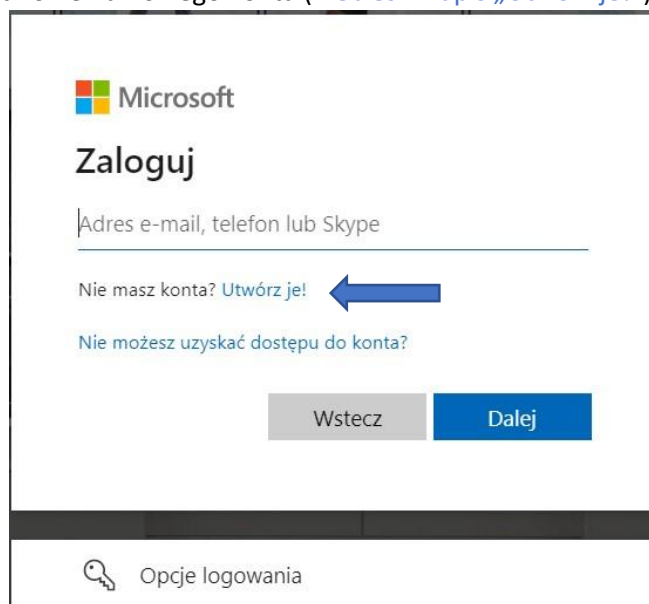 Microsoft
Zaloguj
Adres e-mail, telefon lub Skype
Nie masz konta? Utwórz je!
Nie możesz uzyskać dostępu do konta?
Wstecz
Dalej
Opcje logowania